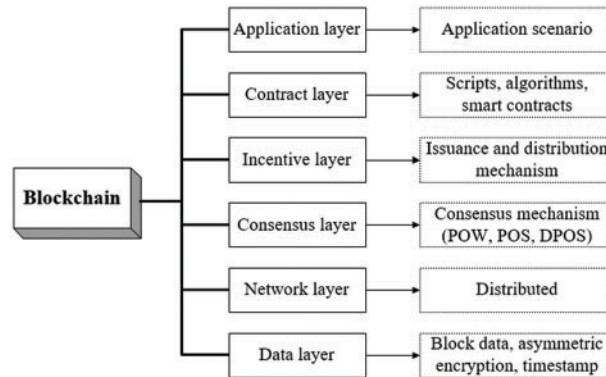 Application layer
Application scenario
Contract layer
Scripts, algorithms,
smart contracts
Incentive layer
Issuance and distribution
mechanism
Blockchain
Consensus layer
Consensus mechanism
(POW, POS, DPOS)
Network layer
Distributed
Data layer
Block data, asymmetric
encryption, timestamp